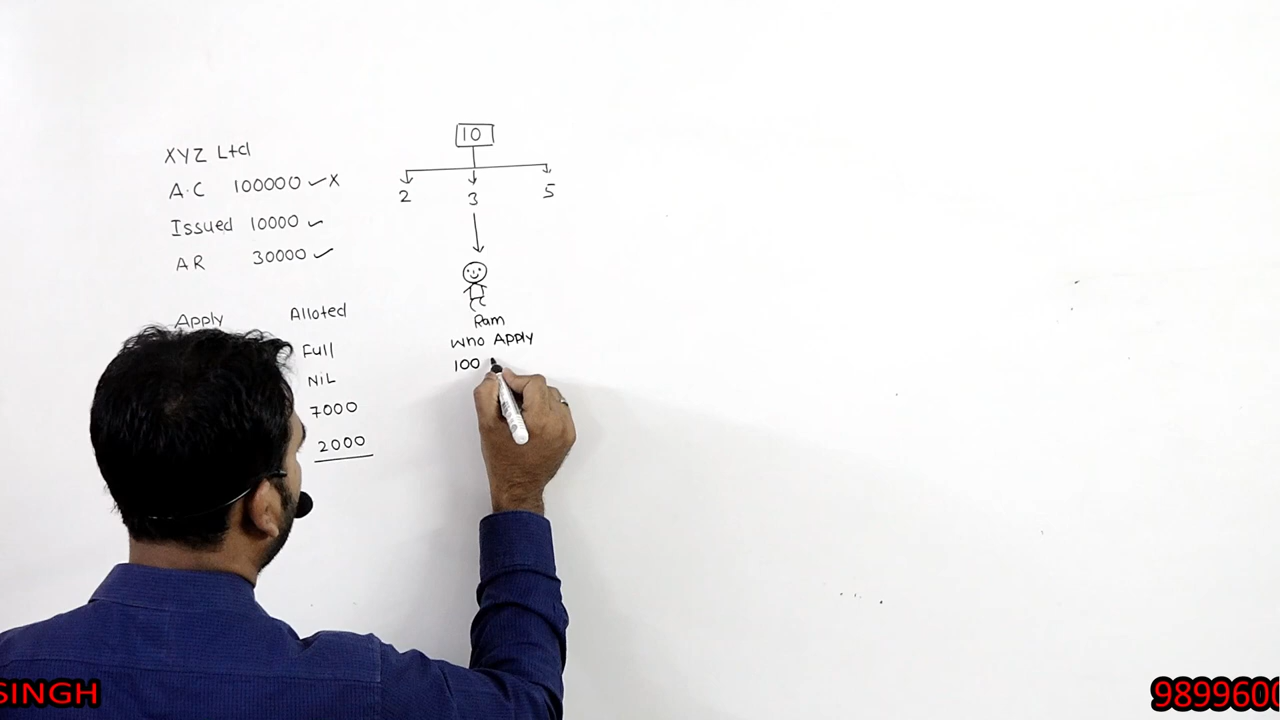 XYZ Ltd
A.C 100000 ✓ X
Issued 10000 ✓
AR 30000 ✓
Apply Alloted
Full
NiL
7000
2000
10
2 3 5
Ram
Who Apply
100
SINGH
9899600